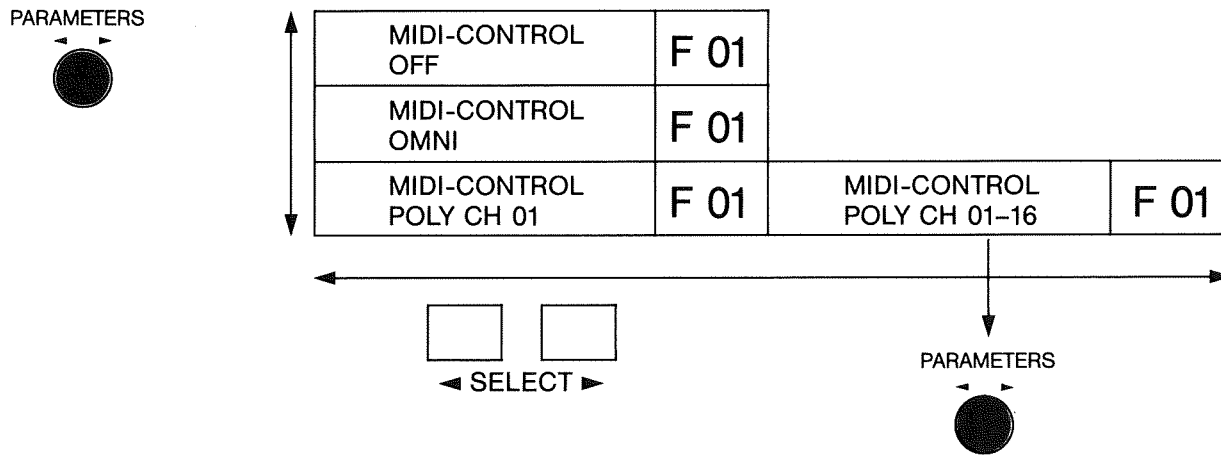 PARAMETERS
MIDI-CONTROL
OFF
F 01
MIDI-CONTROL
OMNI
F 01
MIDI-CONTROL
POLY CH 01
F 01
MIDI-CONTROL
POLY CH 01–16
F 01
◄ SELECT ►
PARAMETERS